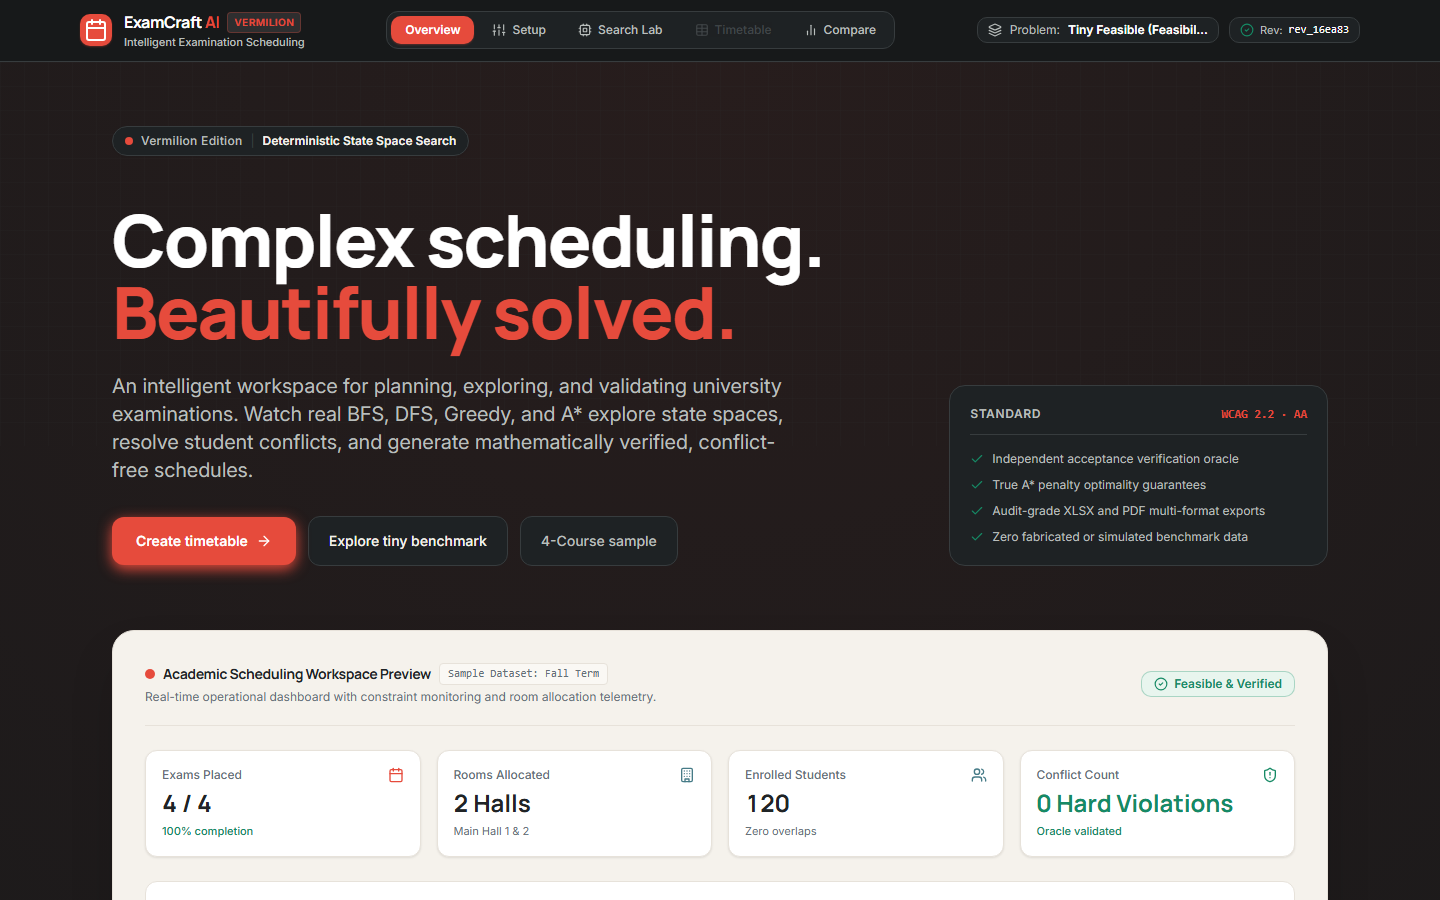 ExamCraft AI VERMILION
Intelligent Examination Scheduling
Overview
Setup
Search Lab
Timetable
Compare
Problem: Tiny Feasible (Feasibil...
Rev: rev_16ea83
Vermilion Edition
Deterministic State Space Search
Complex scheduling.
Beautifully solved.
An intelligent workspace for planning, exploring, and validating university
examinations. Watch real BFS, DFS, Greedy, and A* explore state spaces,
resolve student conflicts, and generate mathematically verified, conflict-
free schedules.
Create timetable
Explore tiny benchmark
4-Course sample
STANDARD
WCAG 2.2 · AA
Independent acceptance verification oracle
True A* penalty optimality guarantees
Audit-grade XLSX and PDF multi-format exports
Zero fabricated or simulated benchmark data
Academic Scheduling Workspace Preview
Sample Dataset: Fall Term
Real-time operational dashboard with constraint monitoring and room allocation telemetry.
Feasible & Verified
Exams Placed
4 / 4
100% completion
Rooms Allocated
2 Halls
Main Hall 1 & 2
Enrolled Students
120
Zero overlaps
Conflict Count
0 Hard Violations
Oracle validated